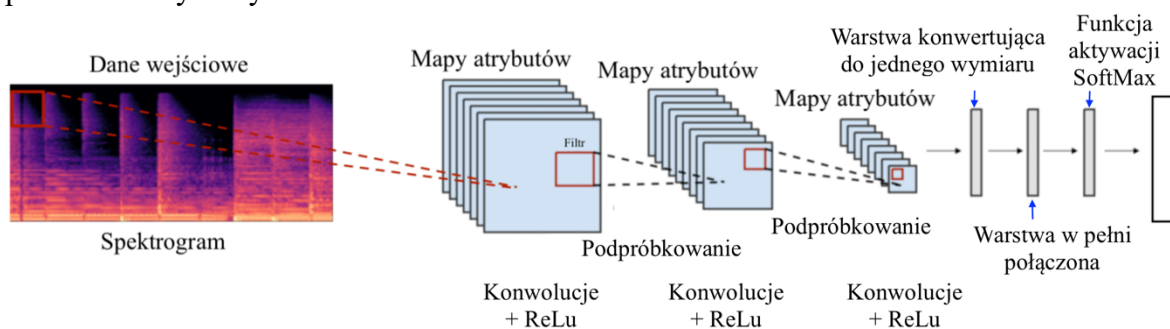 Dane wejściowe
Spektrogram
Mapy atrybutów
Filtr
Mapy atrybutów
Podpróbkowanie
Mapy atrybutów
Podpróbkowanie
Warstwa konwertująca
do jednego wymiaru
Warstwa w pełni
połączona
Funkcja
aktywacji
SoftMax
Konwolucje
+ ReLu
Konwolucje
+ ReLu
Konwolucje
+ ReLu